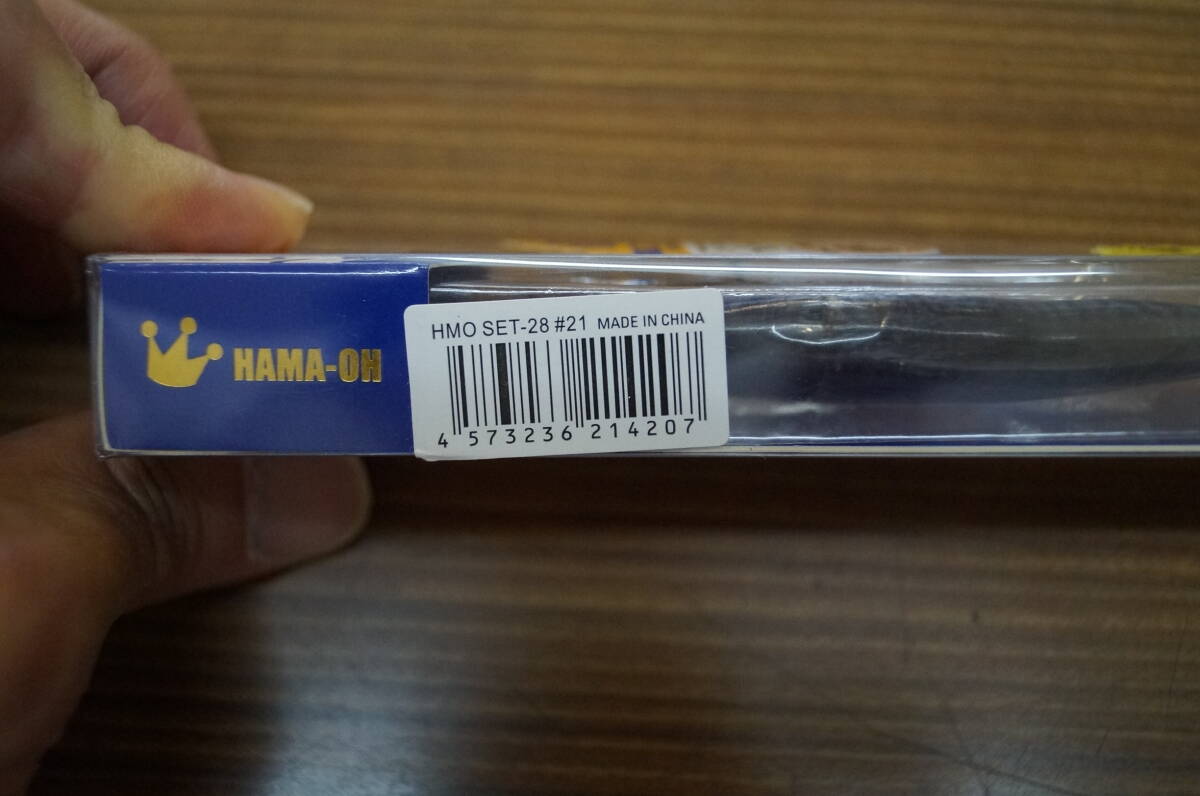 HAMA-OH
HMO SET-28 #21 MADE IN CHINA
4 573236 214207